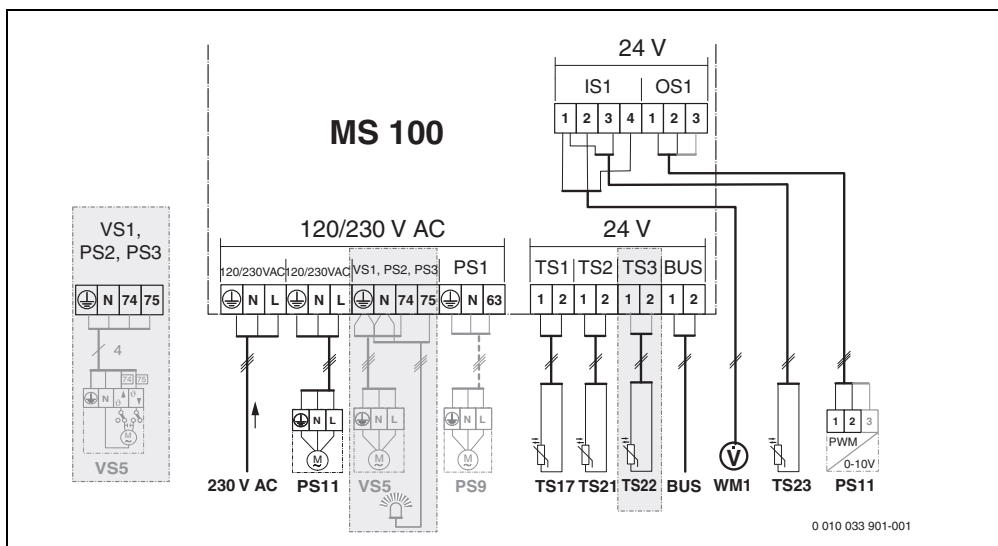 24 V
IS1 OS1
1 2 3 4 1 2 3
MS 100
VS1,
PS2, PS3
N 74 75
4
74 75
N
M
VS5
120/230 V AC
120/230VAC 120/230VAC VS1, PS2, PS3 PS1
N L N L N 74 75 N 63
24 V
TS1 TS2 TS3 BUS
1 2 1 2 1 2 1 2
N L N L N L
M M M
1 2 3
PWM
0-10V
V̇
230 V AC PS11 VS5 PS9 TS17 TS21 TS22 BUS WM1 TS23 PS11
0 010 033 901-001